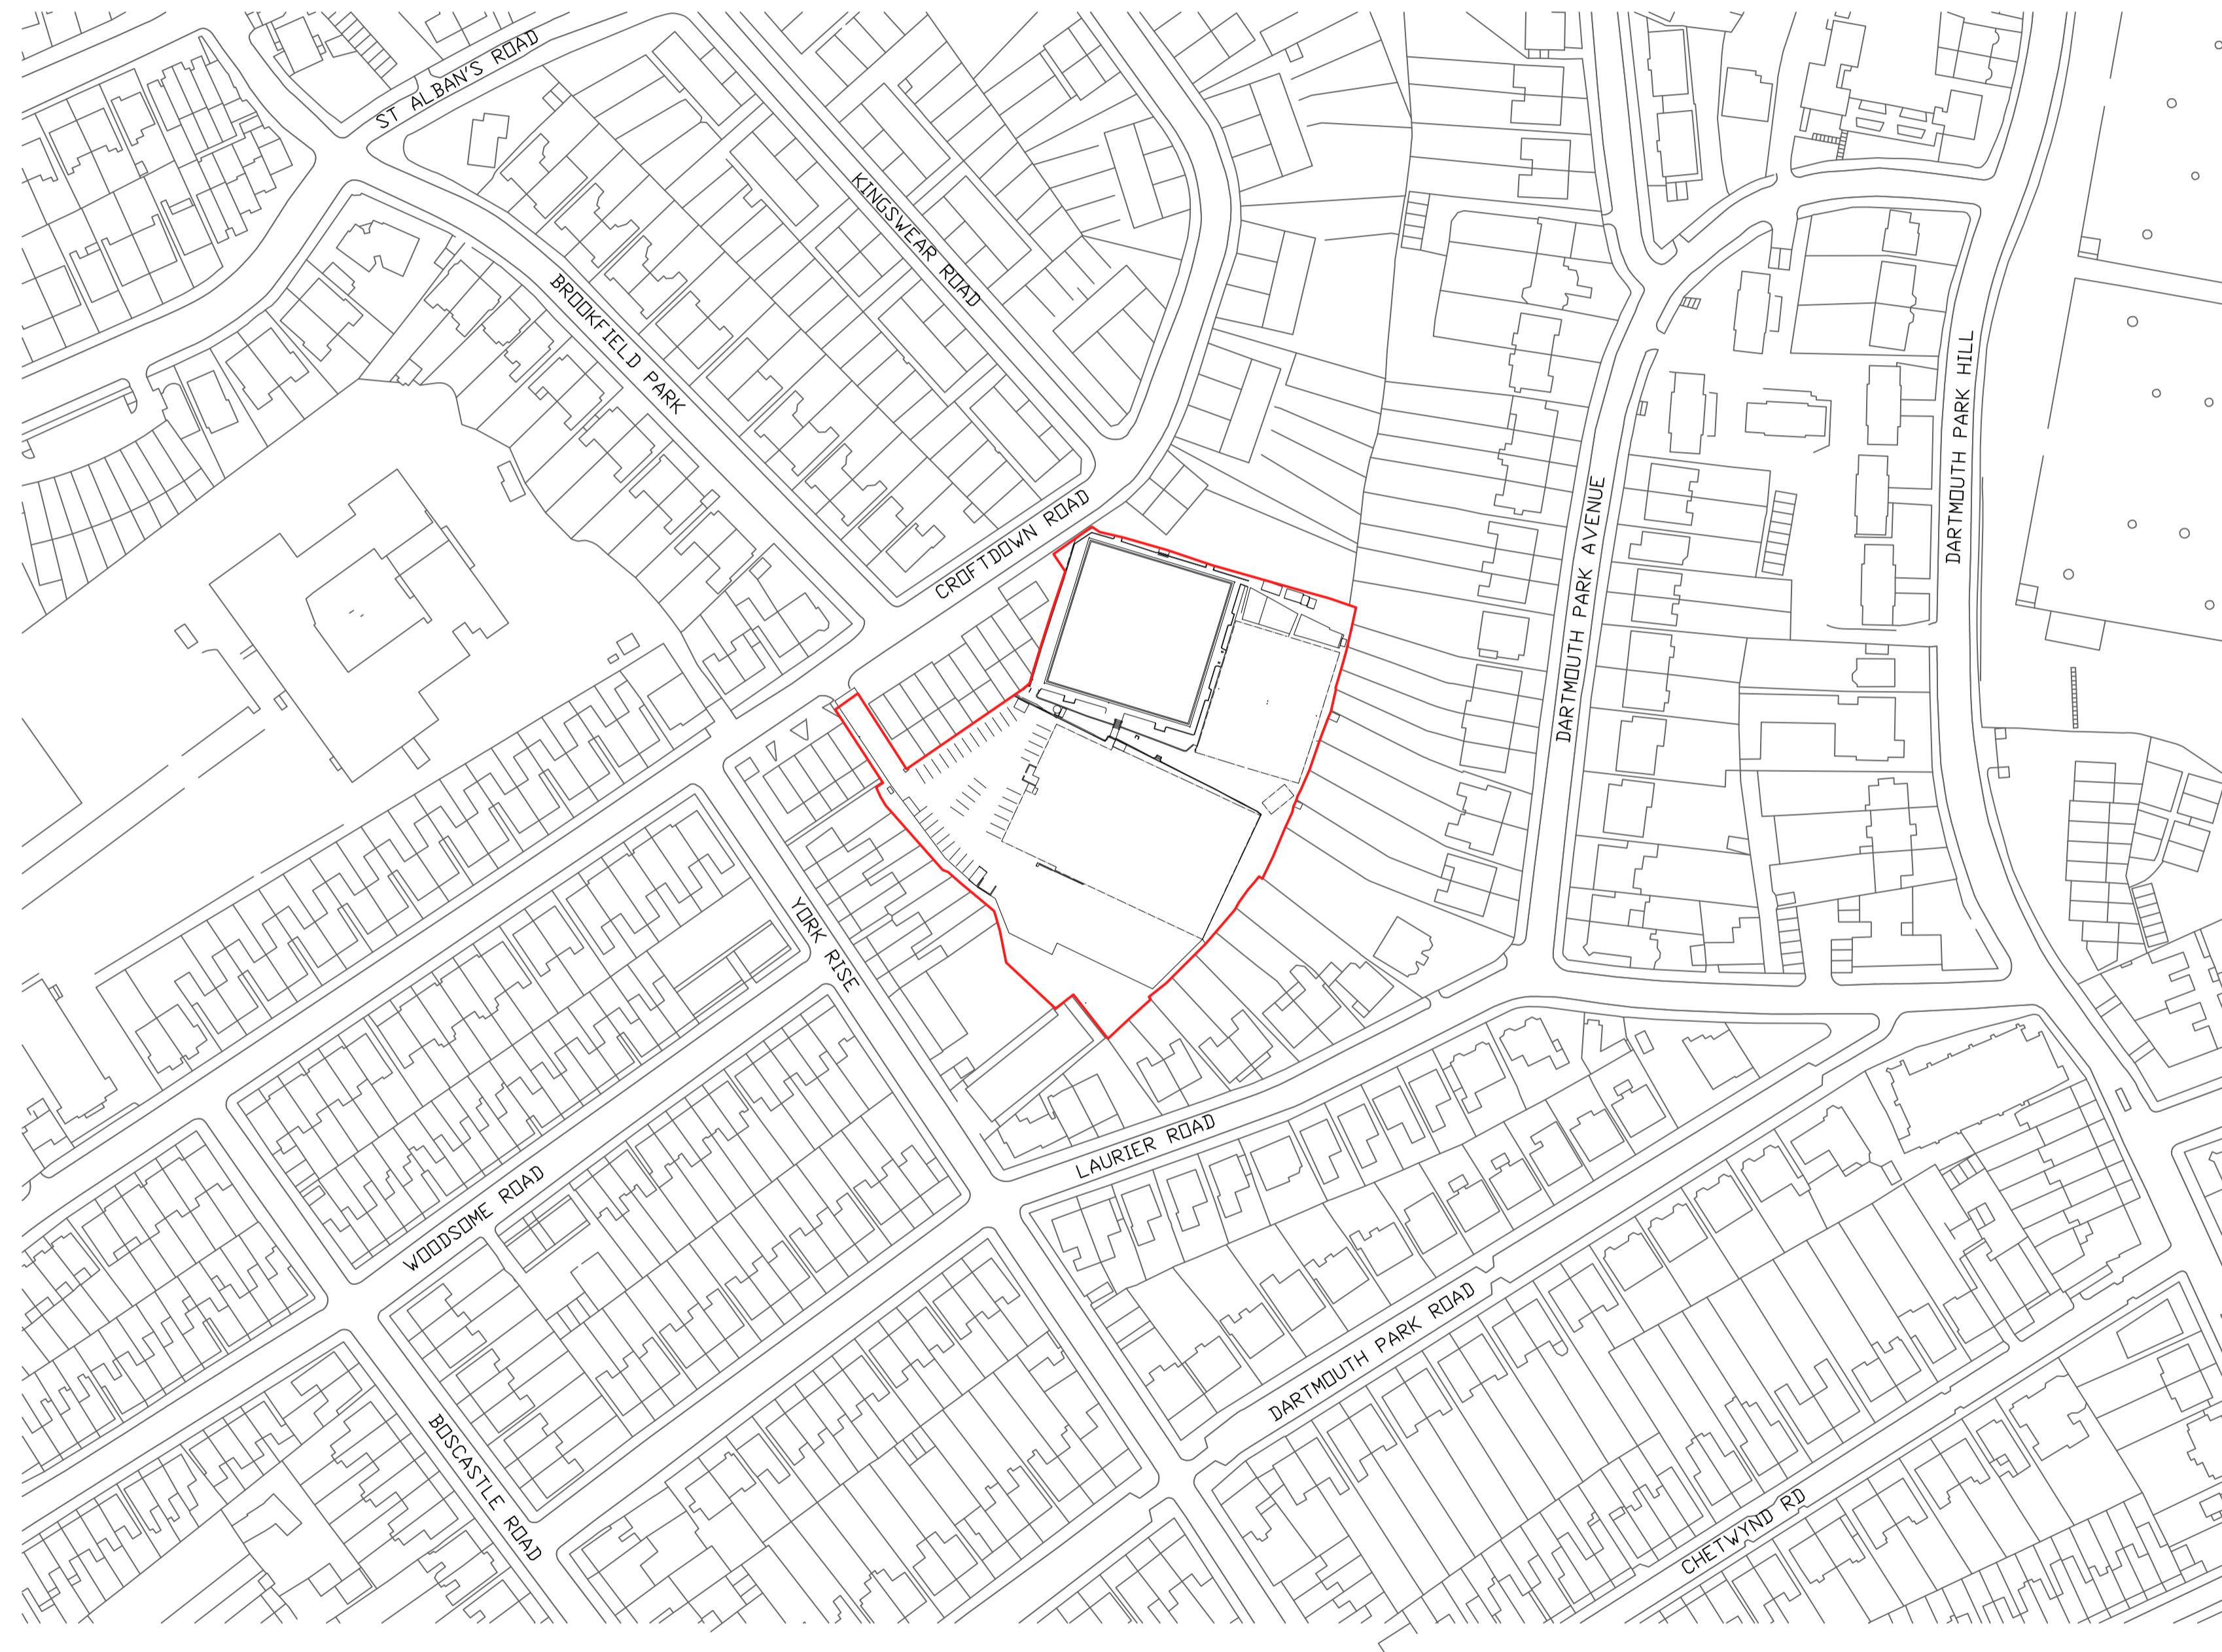 ST ALBAN'S ROAD
KINGSWEAR ROAD
BROOKFIELD PARK
DARTMOUTH PARK HILL
CROFTDOWN ROAD
DARTMOUTH PARK AVENUE
YORK RISE
LAURIER ROAD
WOODSOME ROAD
DARTMOUTH PARK ROAD
BOSCASTLE ROAD
CHETWYND RD